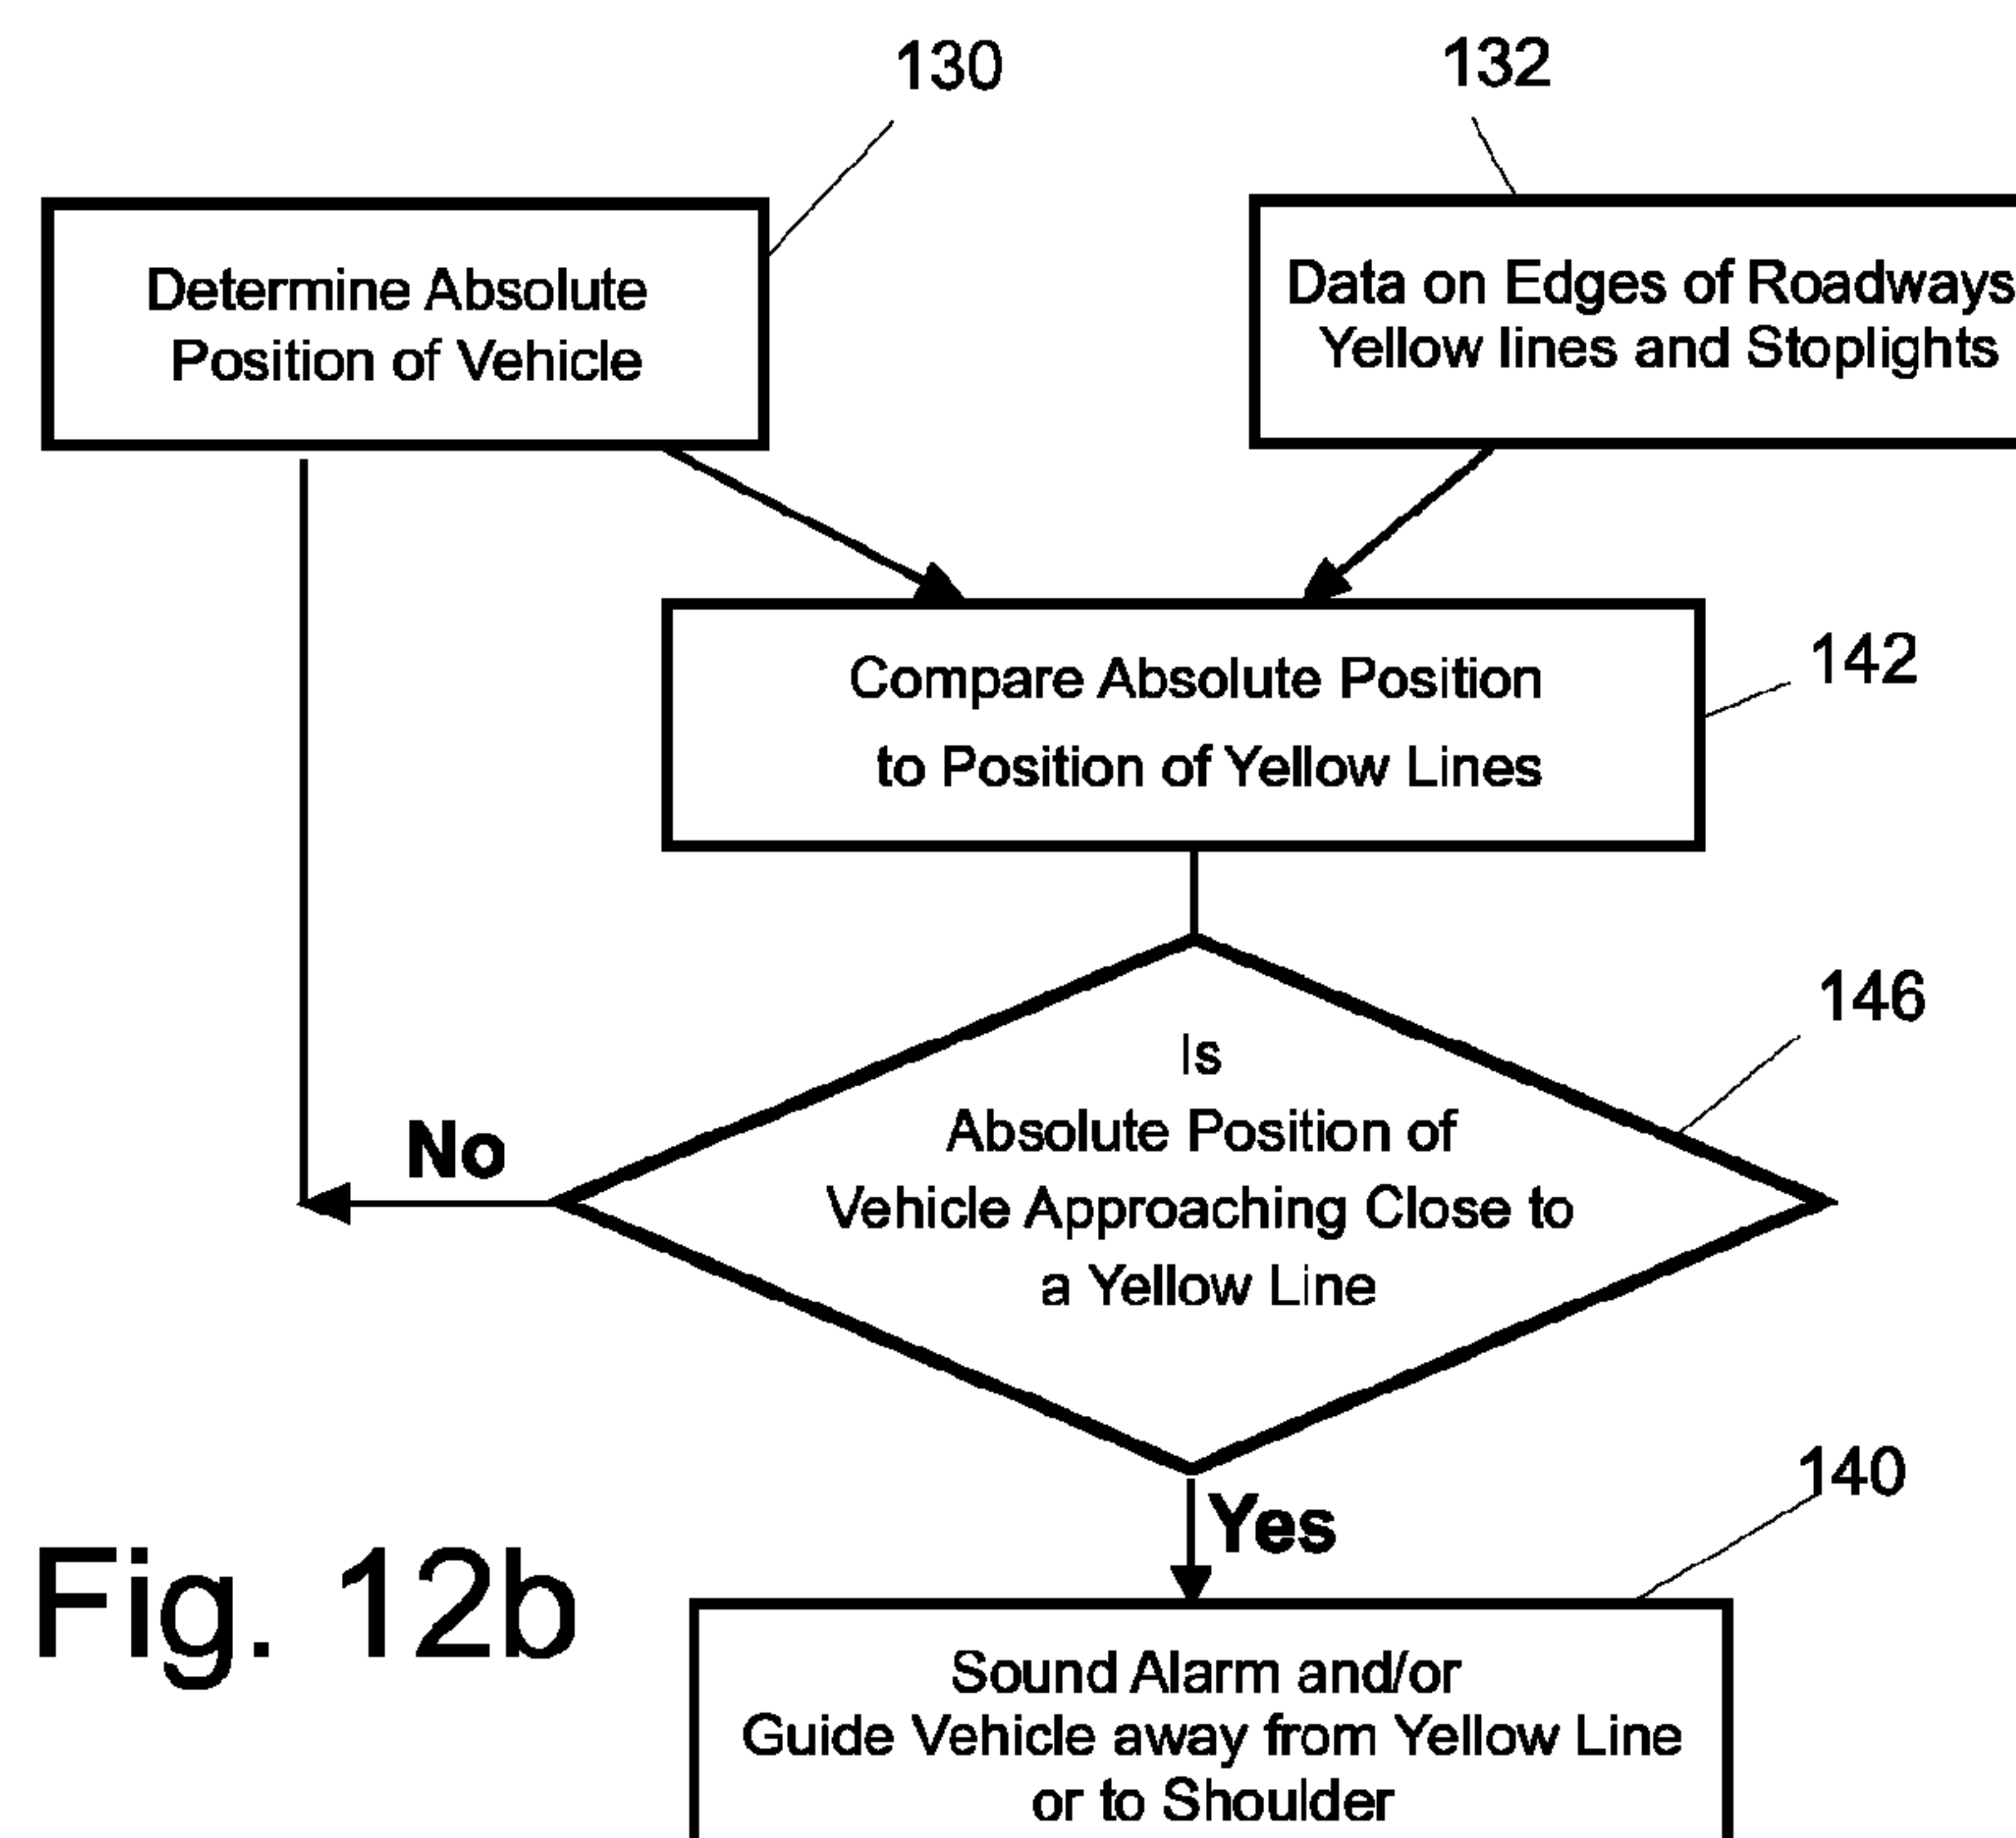 130
132
Determine Absolute
Position of Vehicle
Data on Edges of Roadways
Yellow lines and Stoplights
Compare Absolute Position
to Position of Yellow Lines
142
Is
Absolute Position of
Vehicle Approaching Close to
a Yellow Line
146
No
Yes
140
Sound Alarm and/or
Guide Vehicle away from Yellow Line
or to Shoulder
Fig. 12b